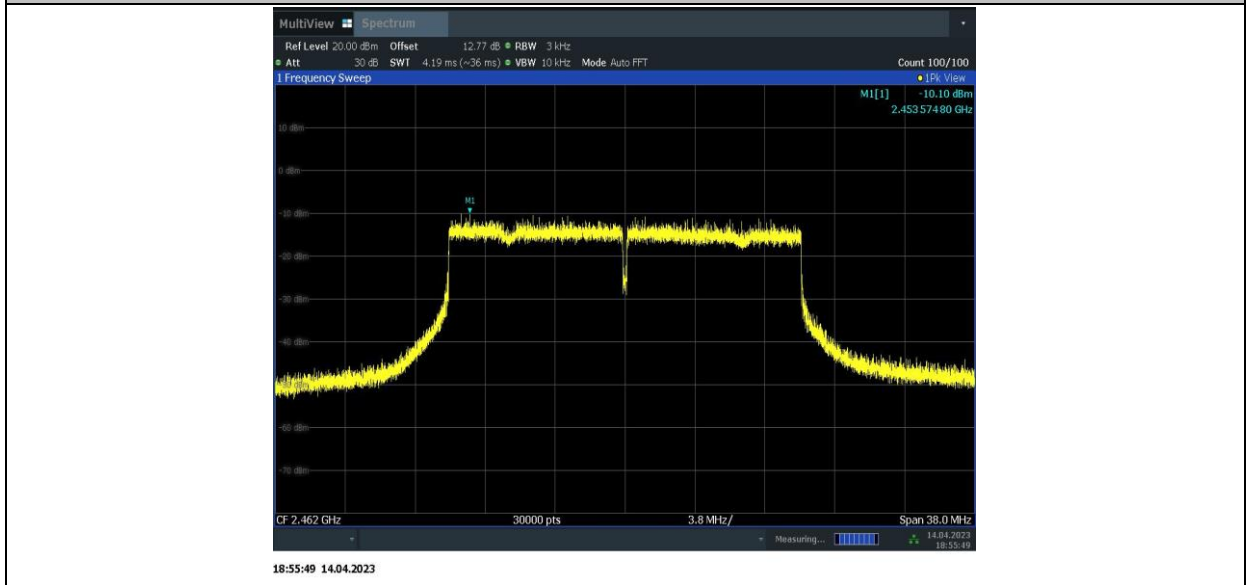 MultiView Spectrum
Ref Level 20.00 dBm Offset 12.77 dB RBW 3 kHz
Att 30 dB SWT 4.19 ms (~36 ms) VBW 10 kHz Mode Auto FFT Count 100/100
1 Frequency Sweep 1Pk View
M1[1] -10.10 dBm
2.453 574 80 GHz
10 dBm
0 dBm
M1
-10 dBm
-20 dBm
-30 dBm
-40 dBm
-60 dBm
-70 dBm
CF 2.462 GHz 30000 pts 3.8 MHz/ Span 38.0 MHz
Measuring... 14.04.2023
18:55:49
18:55:49 14.04.2023